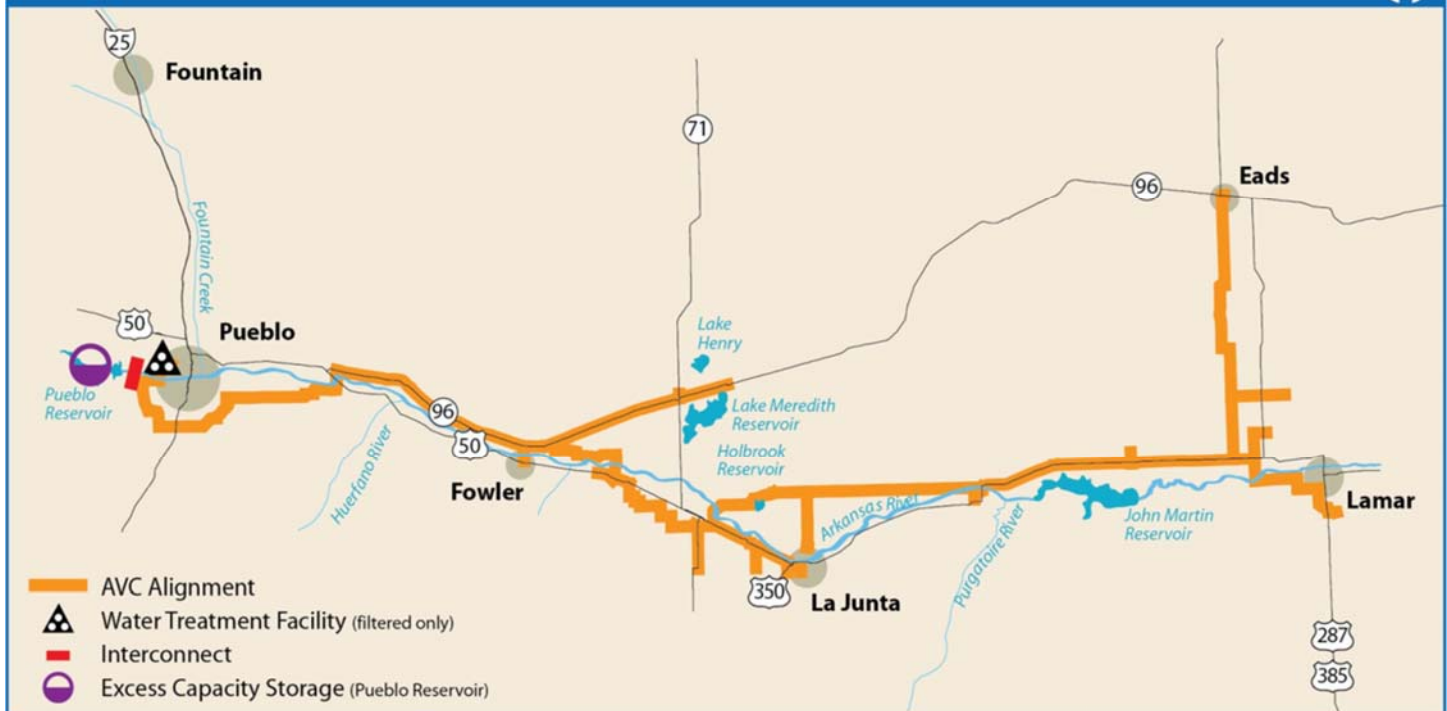 25
Fountain
71
96
Eads
Fountain Creek
50
Pueblo
Lake
Henry
Pueblo
Reservoir
96
50
Lake Meredith
Reservoir
Holbrook
Reservoir
Huerfano River
Fowler
Arkansas River
Lamar
John Martin
Reservoir
Purgatoire River
350
La Junta
287
385
AVC Alignment
Water Treatment Facility (filtered only)
Interconnect
Excess Capacity Storage (Pueblo Reservoir)